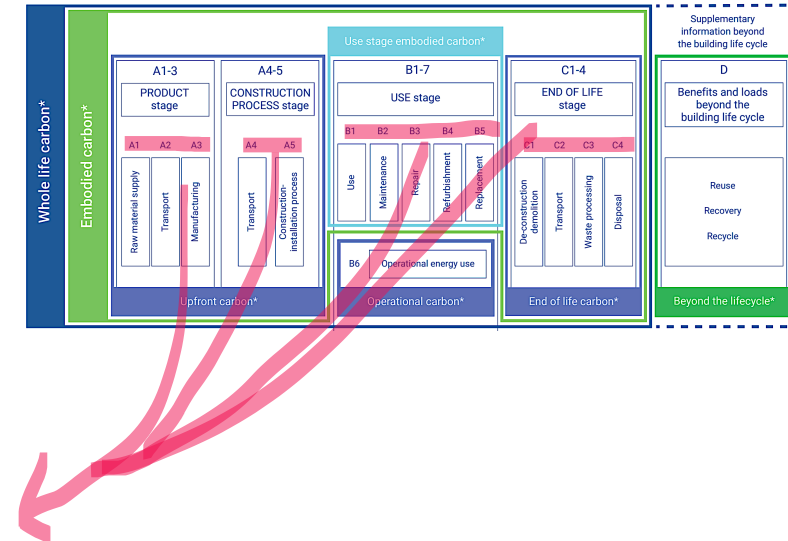 Whole life carbon*
Embodied carbon*
Use stage embodied carbon*
Supplementary
information beyond
the building life cycle
A1-3
PRODUCT
stage
A1 A2 A3
Raw material supply
Transport
Manufacturing
A4-5
CONSTRUCTION
PROCESS stage
A4 A5
Transport
Construction-
installation process
Upfront carbon*
B1-7
USE stage
B1 B2 B3 B4 B5
Use
Maintenance
Repair
Refurbishment
Replacement
B6 Operational energy use
Operational carbon*
C1-4
END OF LIFE
stage
C1 C2 C3 C4
De-construction
demolition
Transport
Waste processing
Disposal
End of life carbon*
D
Benefits and loads
beyond the
building life cycle
Reuse
Recovery
Recycle
Beyond the lifecycle*